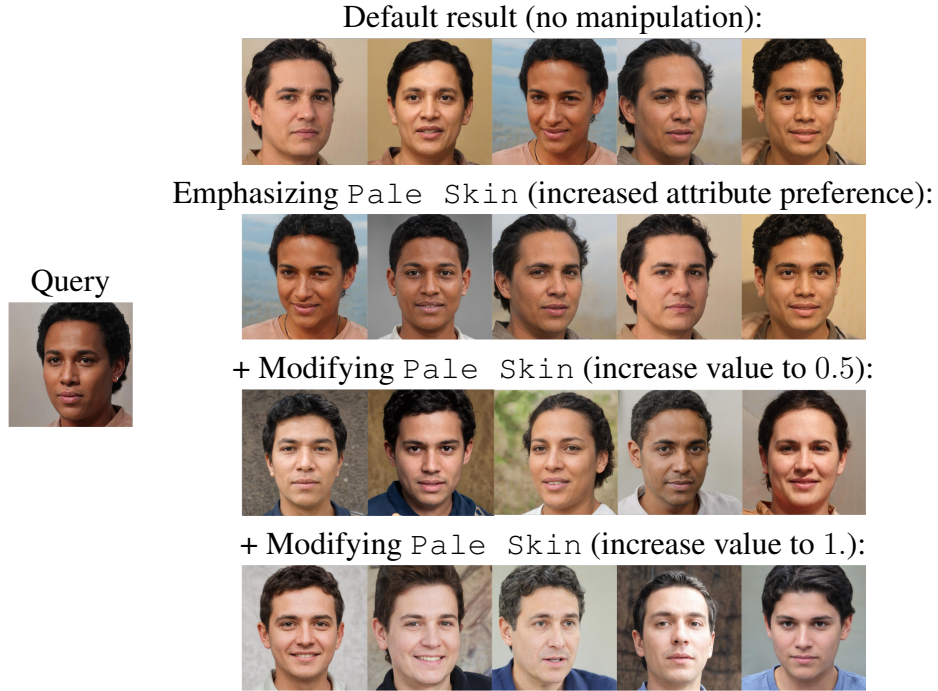 Default result (no manipulation):
Emphasizing Pale Skin (increased attribute preference):
Query
+ Modifying Pale Skin (increase value to 0.5):
+ Modifying Pale Skin (increase value to 1.):